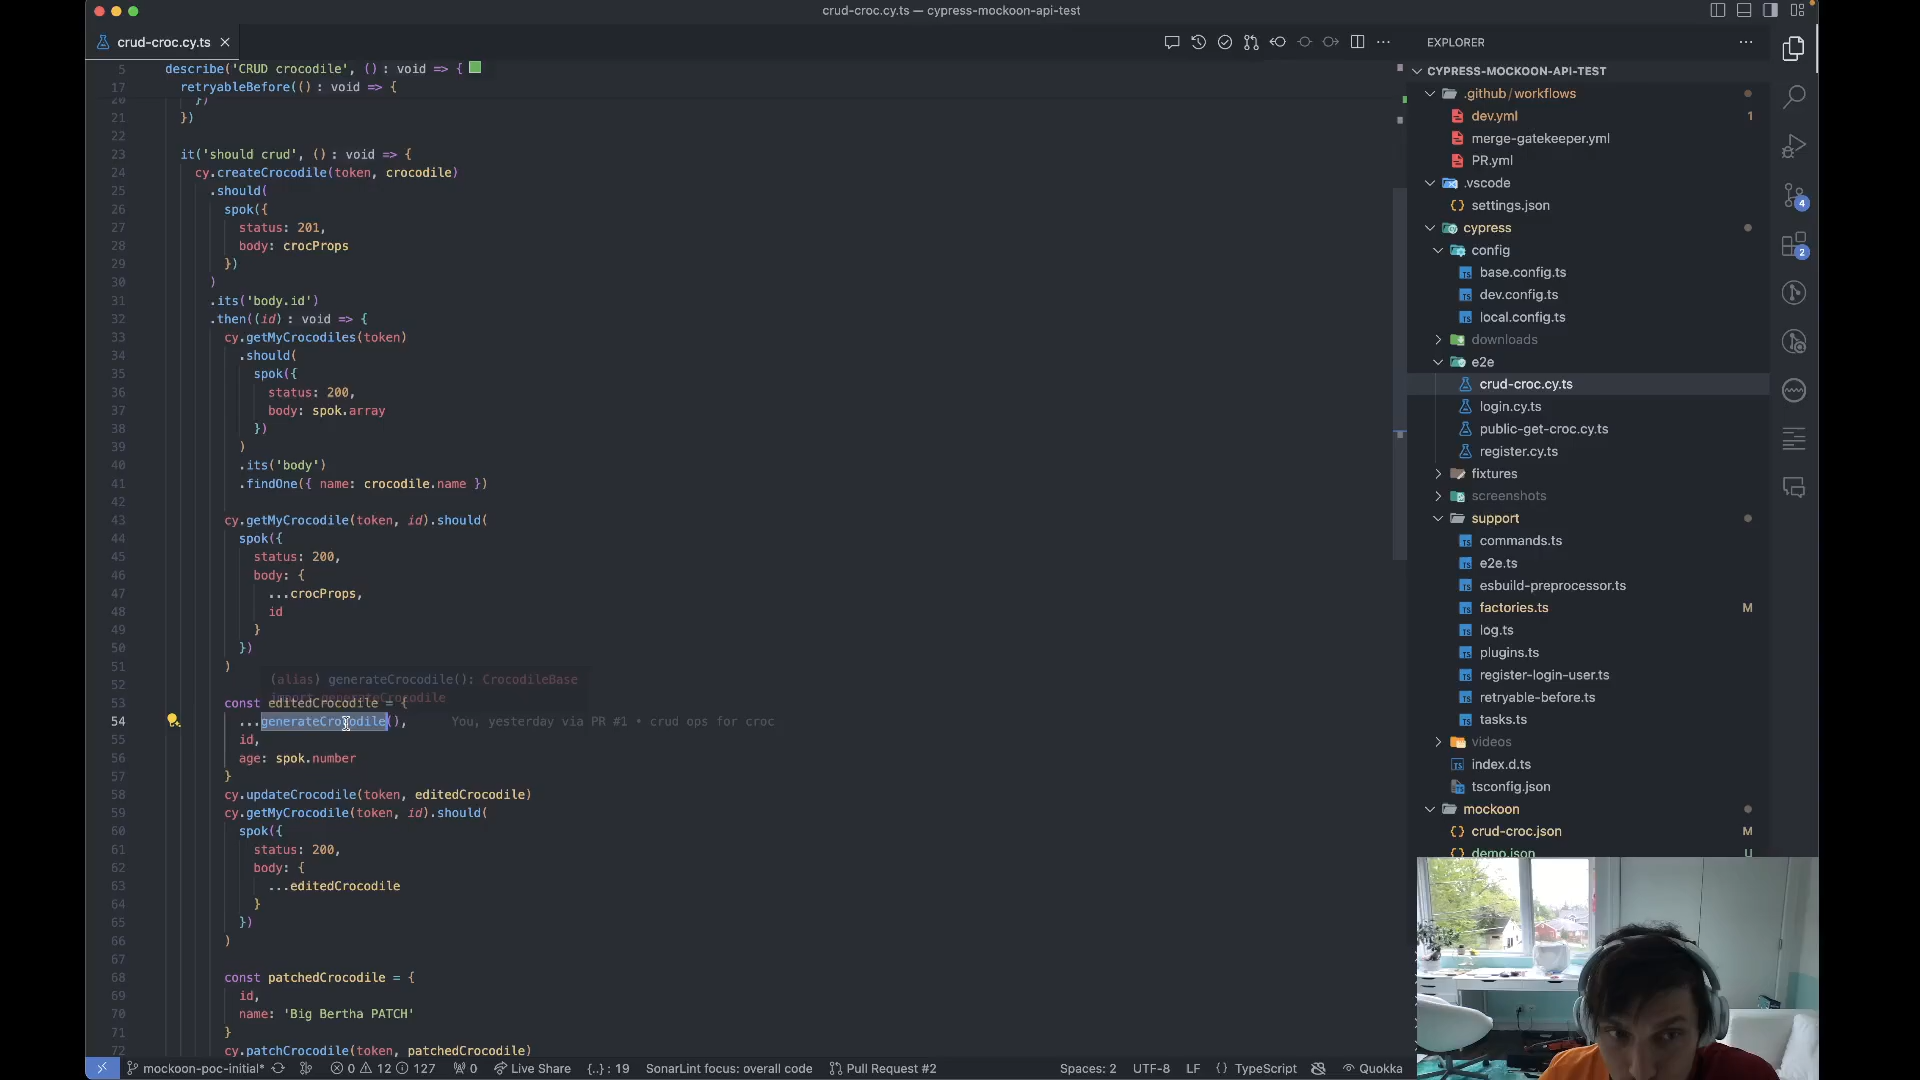 crud-croc.cy.ts — cypress-mockoon-api-test
crud-croc.cy.ts
EXPLORER
5 describe('CRUD crocodile', (): void => {
17 retryableBefore((): void => {
20 })
21 })
22
23 it('should crud', (): void => {
24 cy.createCrocodile(token, crocodile)
25 .should(
26 spok({
27 status: 201,
28 body: crocProps
29 })
30 )
31 .its('body.id')
32 .then((id): void => {
33 cy.getMyCrocodiles(token)
34 .should(
35 spok({
36 status: 200,
37 body: spok.array
38 })
39 )
40 .its('body')
41 .findOne({ name: crocodile.name })
42
43 cy.getMyCrocodile(token, id).should(
44 spok({
45 status: 200,
46 body: {
47 ...crocProps,
48 id
49 }
50 })
51 )
(alias) generateCrocodile(): CrocodileBase
52
import generateCrocodile
53 const editedCrocodile = {
54 ...generateCrocodile(), You, yesterday via PR #1 • crud ops for croc
55 id,
56 age: spok.number
57 }
58 cy.updateCrocodile(token, editedCrocodile)
59 cy.getMyCrocodile(token, id).should(
60 spok({
61 status: 200,
62 body: {
63 ...editedCrocodile
64 }
65 })
66 )
67
68 const patchedCrocodile = {
69 id,
70 name: 'Big Bertha PATCH'
71 }
72 cy.patchCrocodile(token, patchedCrocodile)
CYPRESS-MOCKOON-API-TEST
.github/workflows
dev.yml 1
merge-gatekeeper.yml
PR.yml
.vscode
settings.json
cypress
config
base.config.ts
dev.config.ts
local.config.ts
downloads
e2e
crud-croc.cy.ts
login.cy.ts
public-get-croc.cy.ts
register.cy.ts
fixtures
screenshots
support
commands.ts
e2e.ts
esbuild-preprocessor.ts
factories.ts M
log.ts
plugins.ts
register-login-user.ts
retryable-before.ts
tasks.ts
videos
index.d.ts
tsconfig.json
mockoon
crud-croc.json M
demo.json U
4
2
mockoon-poc-initial* 0 12 127 0 Live Share {..} : 19 SonarLint focus: overall code Pull Request #2 Spaces: 2 UTF-8 LF {} TypeScript Quokka